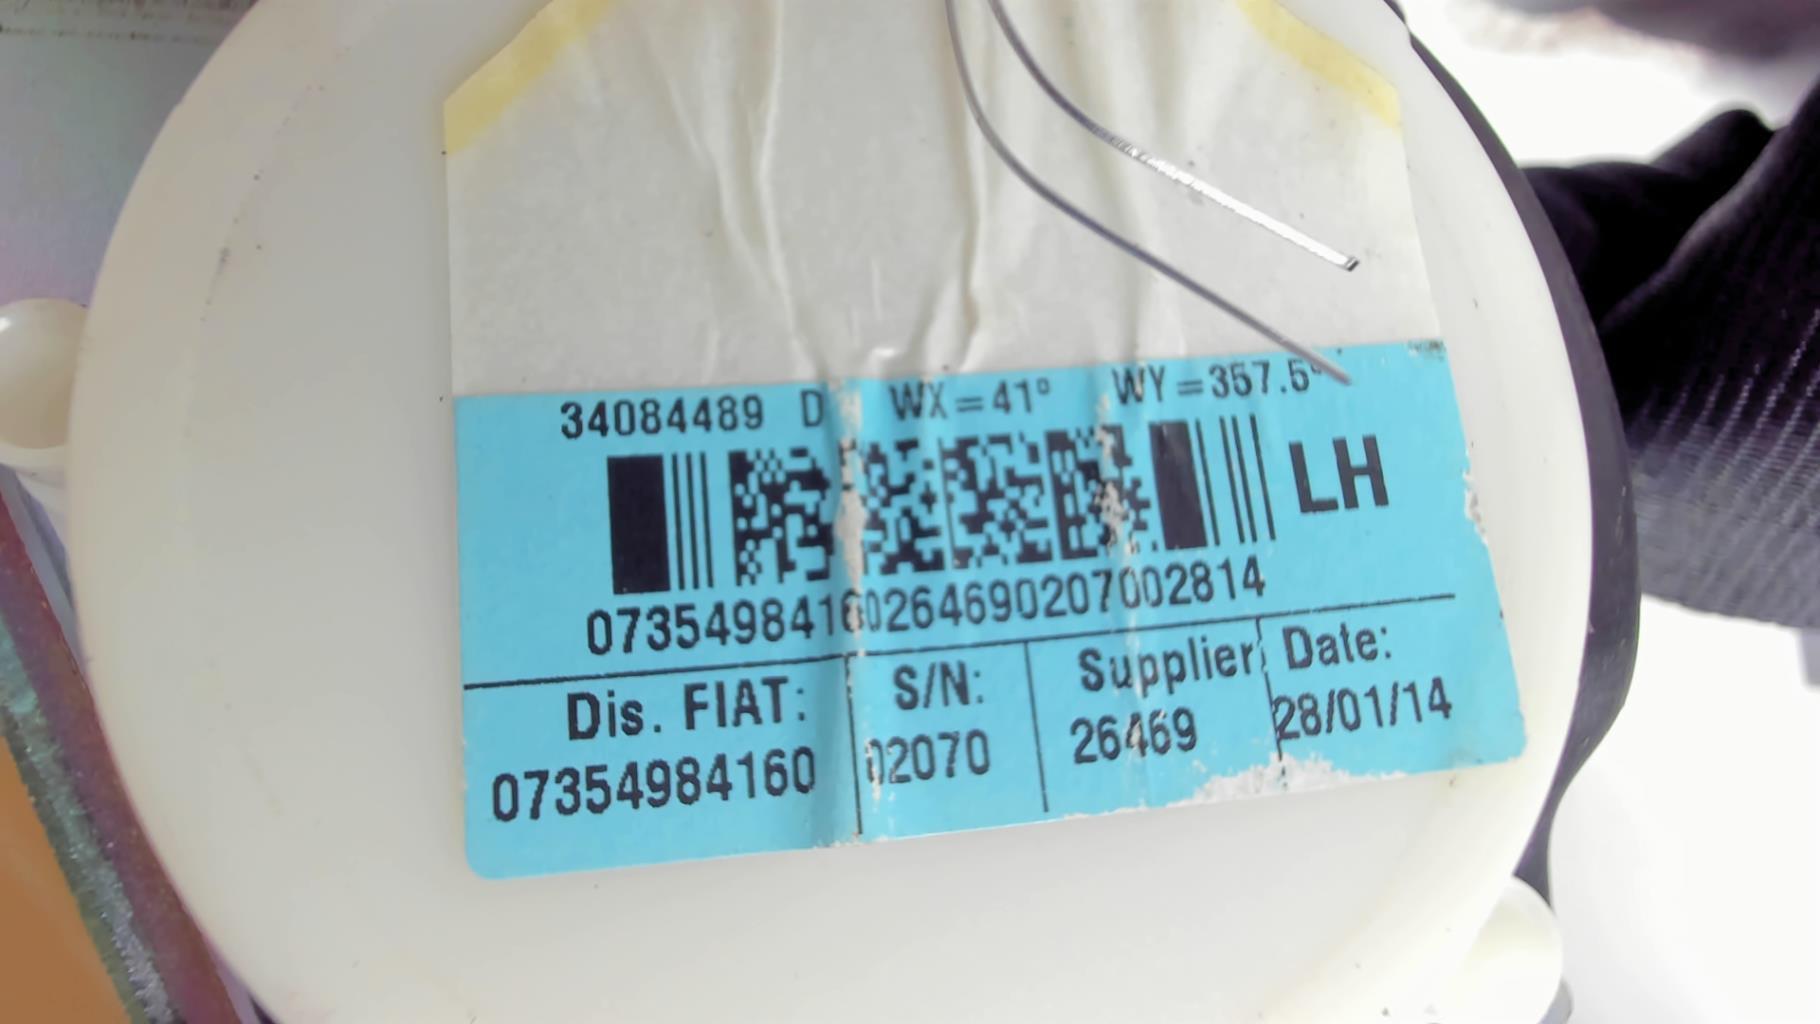 34084489 D WX=41° WY=357.5°
LH
07354984160264690207002814
Dis. FIAT: S/N: Supplier: Date:
07354984160 02070 26469 28/01/14